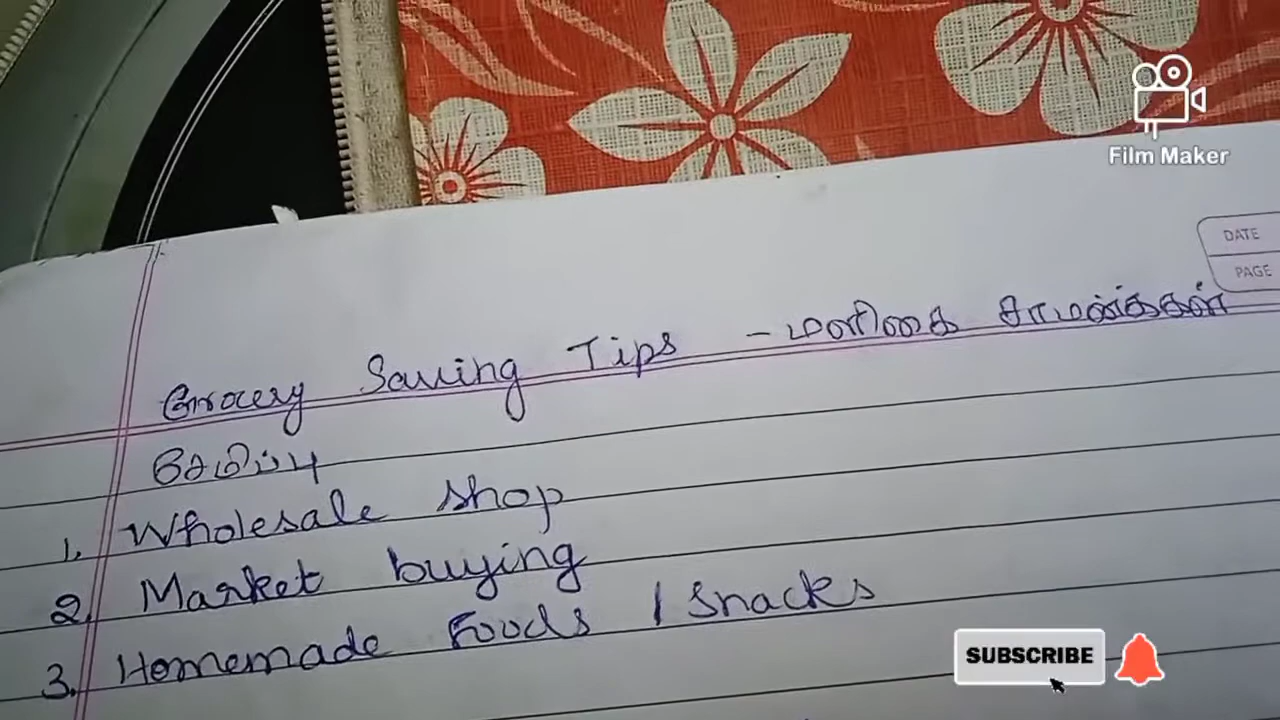 Film Maker
DATE
PAGE
Grocery Saving Tips - மளிகை சாமன்க்கள்
சேமிப்பு
1. Wholesale shop
2. Market buying
3. Homemade Foods / Snacks
SUBSCRIBE